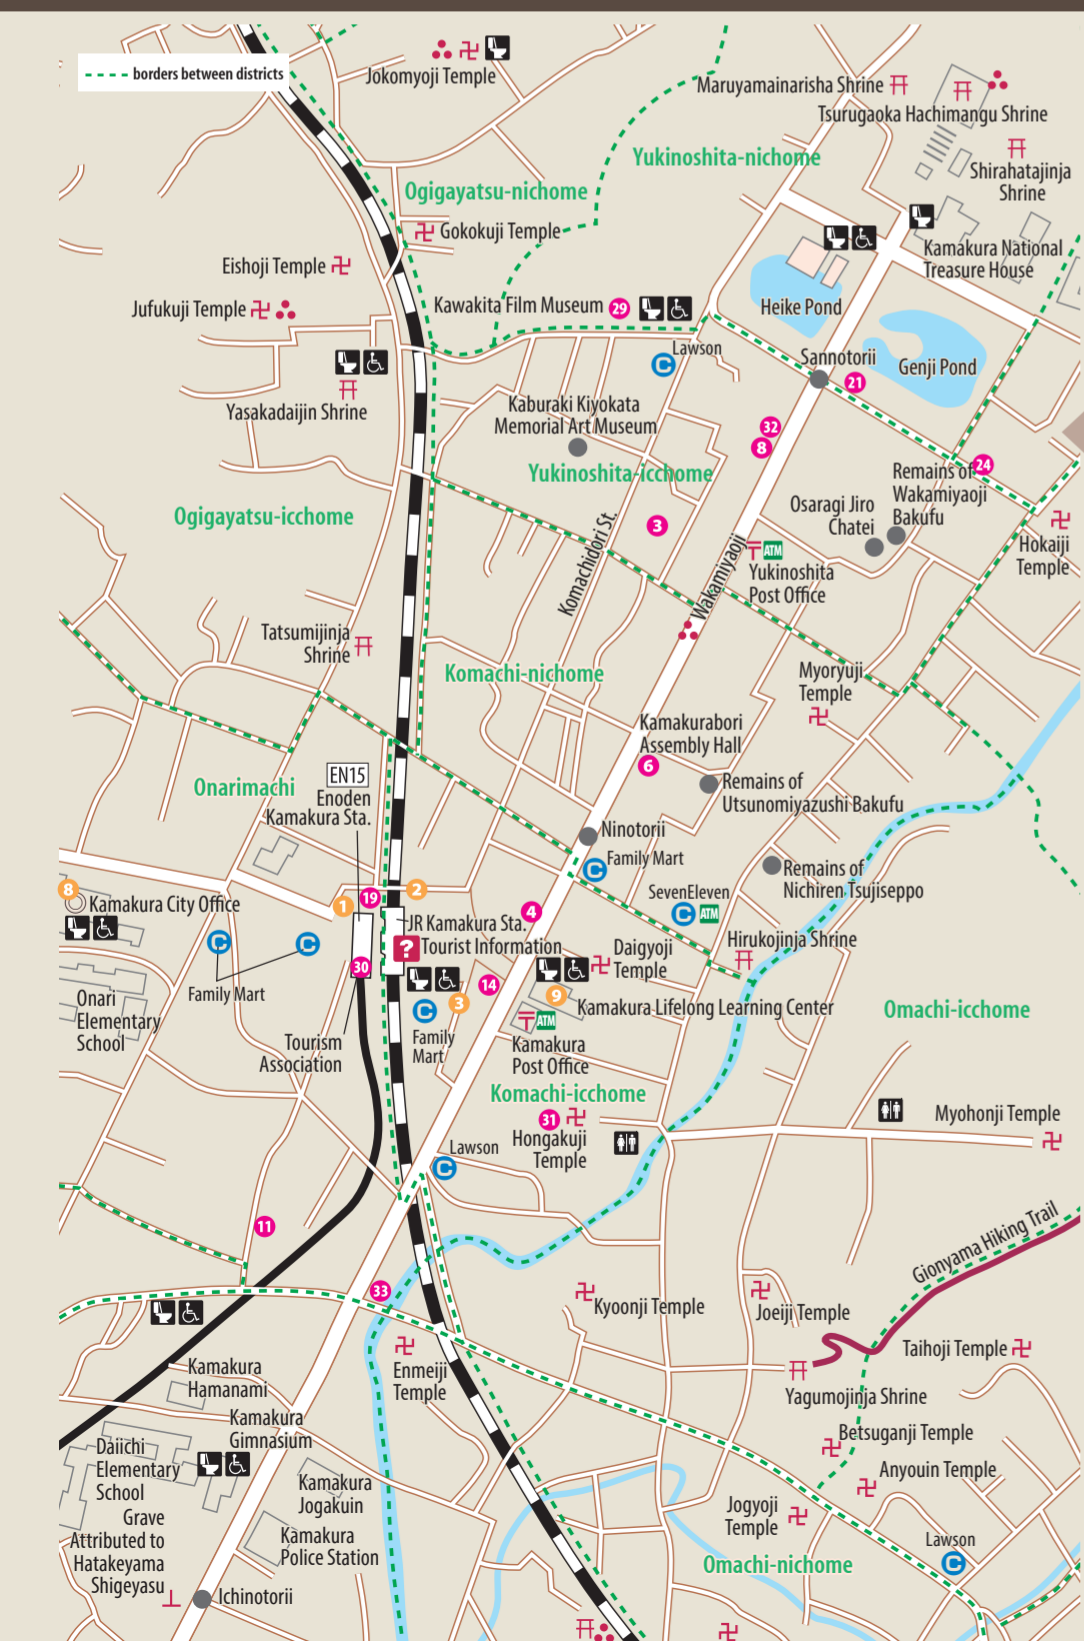 borders between districts
Jokomyoji Temple
Maruyamainarisha Shrine
Tsurugaoka Hachimangu Shrine
Yukinoshita-nichome
Shirahatajinja
Shrine
Ogigayatsu-nichome
Gokokuji Temple
Kamakura National
Treasure House
Eishoji Temple
Jufukuji Temple
Kawakita Film Museum
29
Heike Pond
Lawson
C
Sannotorii
Genji Pond
21
Yasakadaijin Shrine
Kaburaki Kiyokata
Memorial Art Museum
32
8
Yukinoshita-icchome
24
Remains of
Wakamiyaoji
Bakufu
Osaragi Jiro
Chatei
Ogigayatsu-icchome
3
Komachidori St.
Wakamiyaoji
〒 ATM
Yukinoshita
Post Office
Hokaiji
Temple
Tatsumijinja
Shrine
Komachi-nichome
Myoryuji
Temple
Kamakurabori
Assembly Hall
6
Remains of
Utsunomiyazushi Bakufu
Onarimachi
EN15
Enoden
Kamakura Sta.
Ninotorii
Family Mart
C
Remains of
Nichiren Tsujiseppo
SevenEleven
C ATM
8
Kamakura City Office
1
19
2
4
JR Kamakura Sta.
? Tourist Information
Hirukojinja Shrine
Daigyoji
Temple
C
C
Family Mart
30
14
3
9
Kamakura Lifelong Learning Center
Onari
Elementary
School
C
Family
Mart
〒 ATM
Kamakura
Post Office
Omachi-icchome
Tourism
Association
Komachi-icchome
31
Hongakuji
Temple
Myohonji Temple
Lawson
C
11
Gionyama Hiking Trail
33
Kyoonji Temple
Joeiji Temple
Taihoji Temple
Enmeiji
Temple
Kamakura
Hamanami
Yagumojinja Shrine
Kamakura
Gimnasium
Betsuganji Temple
Daiichi
Elementary
School
Anyouin Temple
Kamakura
Jogakuin
Jogyoji
Temple
Grave
Attributed to
Hatakeyama
Shigeyasu
Kamakura
Police Station
Lawson
C
Omachi-nichome
Ichinotorii